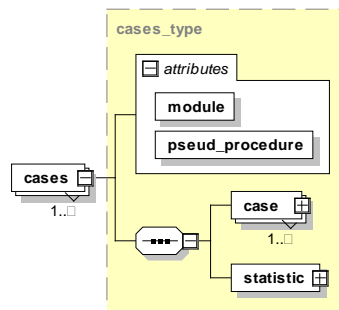 cases_type
attributes
module
pseud_procedure
cases
1..□
case
1..□
statistic